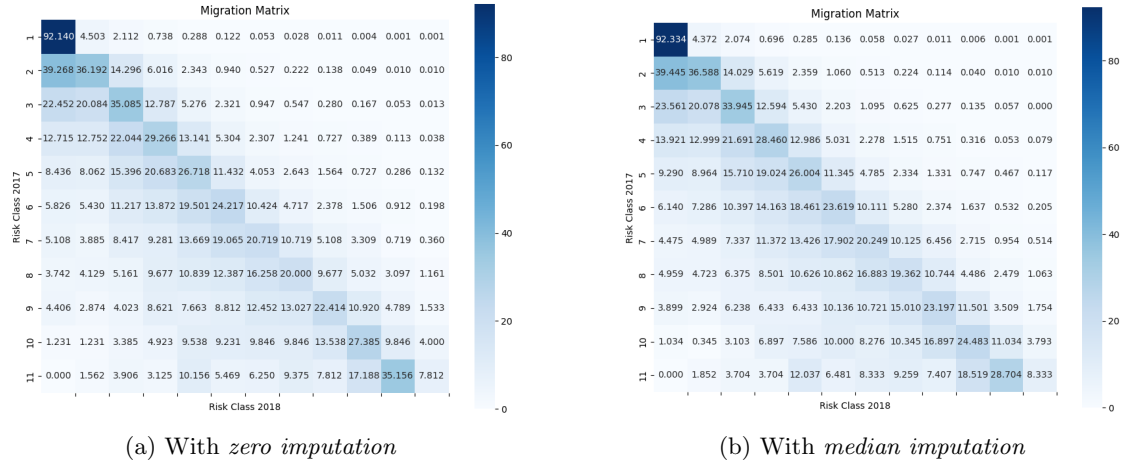 Migration Matrix
1 92.140 4.503 2.112 0.738 0.288 0.122 0.053 0.028 0.011 0.004 0.001 0.001
2 39.268 36.192 14.296 6.016 2.343 0.940 0.527 0.222 0.138 0.049 0.010 0.010
3 22.452 20.084 35.085 12.787 5.276 2.321 0.947 0.547 0.280 0.167 0.053 0.013
4 12.715 12.752 22.044 29.266 13.141 5.304 2.307 1.241 0.727 0.389 0.113 0.038
5 8.436 8.062 15.396 20.683 26.718 11.432 4.053 2.643 1.564 0.727 0.286 0.132
6 5.826 5.430 11.217 13.872 19.501 24.217 10.424 4.717 2.378 1.506 0.912 0.198
7 5.108 3.885 8.417 9.281 13.669 19.065 20.719 10.719 5.108 3.309 0.719 0.360
8 3.742 4.129 5.161 9.677 10.839 12.387 16.258 20.000 9.677 5.032 3.097 1.161
9 4.406 2.874 4.023 8.621 7.663 8.812 12.452 13.027 22.414 10.920 4.789 1.533
10 1.231 1.231 3.385 4.923 9.538 9.231 9.846 9.846 13.538 27.385 9.846 4.000
11 0.000 1.562 3.906 3.125 10.156 5.469 6.250 9.375 7.812 17.188 35.156 7.812
Risk Class 2017
Risk Class 2018
80
60
40
20
0
(a) With zero imputation
Migration Matrix
1 92.334 4.372 2.074 0.696 0.285 0.136 0.058 0.027 0.011 0.006 0.001 0.001
2 39.445 36.588 14.029 5.619 2.359 1.060 0.513 0.224 0.114 0.040 0.010 0.010
3 23.561 20.078 33.945 12.594 5.430 2.203 1.095 0.625 0.277 0.135 0.057 0.000
4 13.921 12.999 21.691 28.460 12.986 5.031 2.278 1.515 0.751 0.316 0.053 0.079
5 9.290 8.964 15.710 19.024 26.004 11.345 4.785 2.334 1.331 0.747 0.467 0.117
6 6.140 7.286 10.397 14.163 18.461 23.619 10.111 5.280 2.374 1.637 0.532 0.205
7 4.475 4.989 7.337 11.372 13.426 17.902 20.249 10.125 6.456 2.715 0.954 0.514
8 4.959 4.723 6.375 8.501 10.626 10.862 16.883 19.362 10.744 4.486 2.479 1.063
9 3.899 2.924 6.238 6.433 6.433 10.136 10.721 15.010 23.197 11.501 3.509 1.754
10 1.034 0.345 3.103 6.897 7.586 10.000 8.276 10.345 16.897 24.483 11.034 3.793
11 0.000 1.852 3.704 3.704 12.037 6.481 8.333 9.259 7.407 18.519 28.704 8.333
Risk Class 2017
Risk Class 2018
80
60
40
20
0
(b) With median imputation